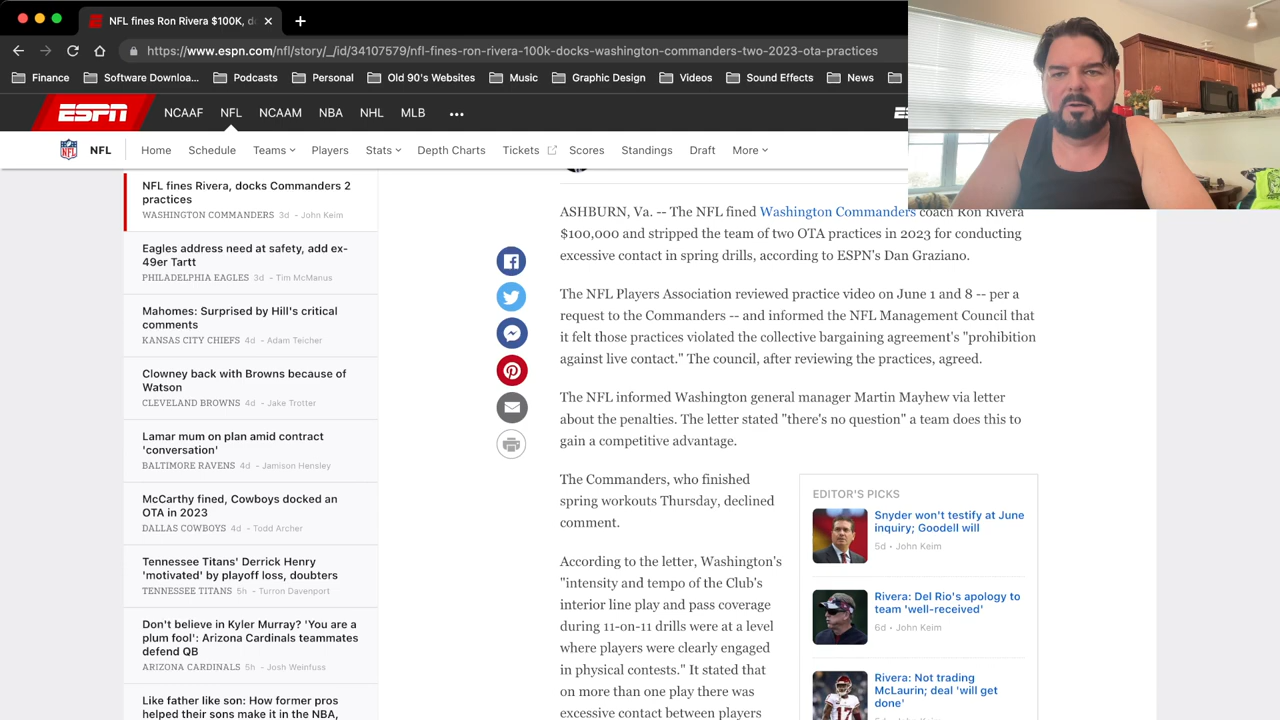 NFL fines Ron Rivera $100K, d
https://www.espn.com/nfl/story/_/id/34107579/nfl-fines-ron-rivera-100k-docks-washington-commanders-two-2023-ota-practices
Finance
Music
Sound Effects
News
ESPN
NCAAF
NFL
NBA
NHL
MLB
NFL
Home
Players
Stats
Depth Charts
Tickets
Scores
Standings
Draft
More
NFL fines Rivera, docks Commanders 2
practices
WASHINGTON COMMANDERS 3d - John Keim
Eagles address need at safety, add ex-
49er Tartt
PHILADELPHIA EAGLES 3d - Tim McManus
Mahomes: Surprised by Hill's critical
comments
KANSAS CITY CHIEFS 4d - Adam Teicher
Clowney back with Browns because of
Watson
CLEVELAND BROWNS 4d - Jake Trotter
Lamar mum on plan amid contract
'conversation'
BALTIMORE RAVENS 4d - Jamison Hensley
McCarthy fined, Cowboys docked an
OTA in 2023
DALLAS COWBOYS 4d - Todd Archer
Tennessee Titans' Derrick Henry
'motivated' by playoff loss, doubters
TENNESSEE TITANS 5h - Turron Davenport
'You are a
plum fool': Arizona Cardinals teammates
defend QB
ARIZONA CARDINALS 5h - Josh Weinfuss
Like father, like son: How former pros
helped their sons make it in the NBA,
ASHBURN, Va. -- The NFL fined Washington Commanders coach Ron Rivera
$100,000 and stripped the team of two OTA practices in 2023 for conducting
excessive contact in spring drills, according to ESPN's Dan Graziano.
The NFL Players Association reviewed practice video on June 1 and 8 -- per a
request to the Commanders -- and informed the NFL Management Council that
it felt those practices violated the collective bargaining agreement's "prohibition
against live contact." The council, after reviewing the practices, agreed.
The NFL informed Washington general manager Martin Mayhew via letter
about the penalties. The letter stated "there's no question" a team does this to
gain a competitive advantage.
The Commanders, who finished
spring workouts Thursday, declined
comment.
According to the letter, Washington's
"intensity and tempo of the Club's
interior line play and pass coverage
during 11-on-11 drills were at a level
where players were clearly engaged
in physical contests." It stated that
on more than one play there was
excessive contact between players
EDITOR'S PICKS
Snyder won't testify at June
inquiry; Goodell will
5d • John Keim
Rivera: Del Rio's apology to
team 'well-received'
6d • John Keim
Rivera: Not trading
McLaurin; deal 'will get
done'